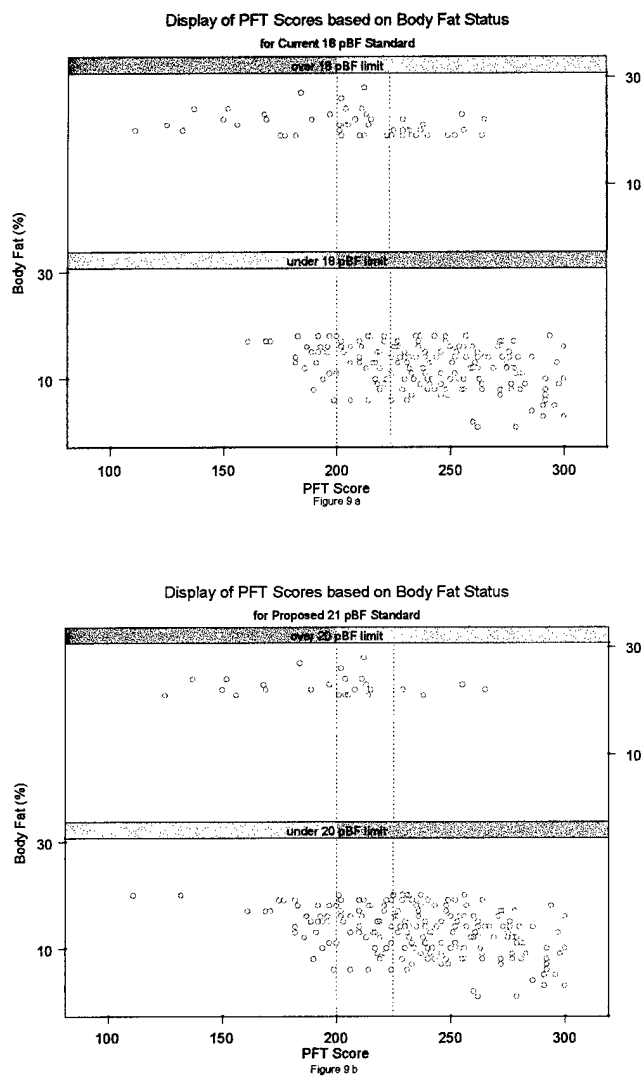 Display of PFT Scores based on Body Fat Status
for Current 18 pBF Standard
over 18 pBF limit
30
10
under 18 pBF limit
30
10
Body Fat (%)
100 150 200 250 300
PFT Score
Figure 9 a
Display of PFT Scores based on Body Fat Status
for Proposed 21 pBF Standard
over 20 pBF limit
30
10
under 20 pBF limit
30
10
Body Fat (%)
100 150 200 250 300
PFT Score
Figure 9 b